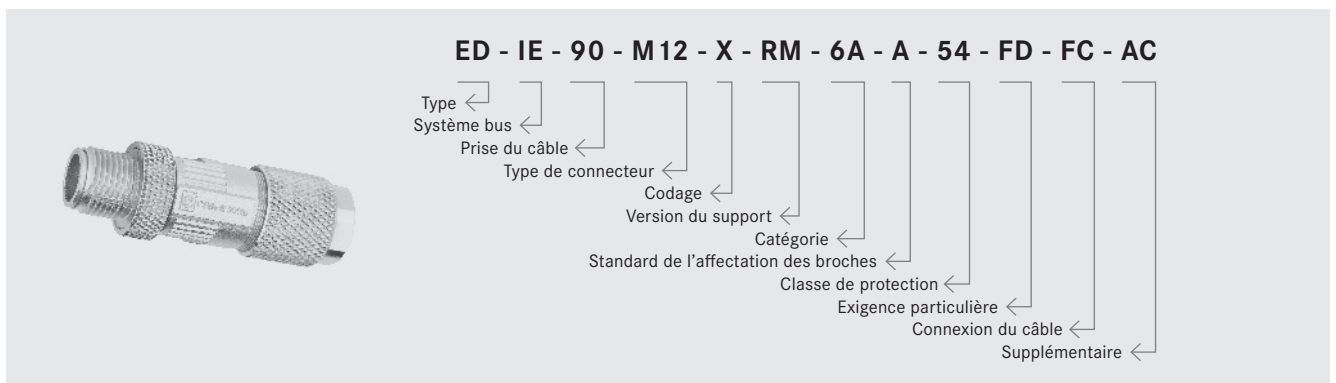 ED - IE - 90 - M12 - X - RM - 6A - A - 54 - FD - FC - AC
Type
Système bus
Prise du câble
Type de connecteur
Codage
Version du support
Catégorie
Standard de l'affectation des broches
Classe de protection
Exigence particulière
Connexion du câble
Supplémentaire